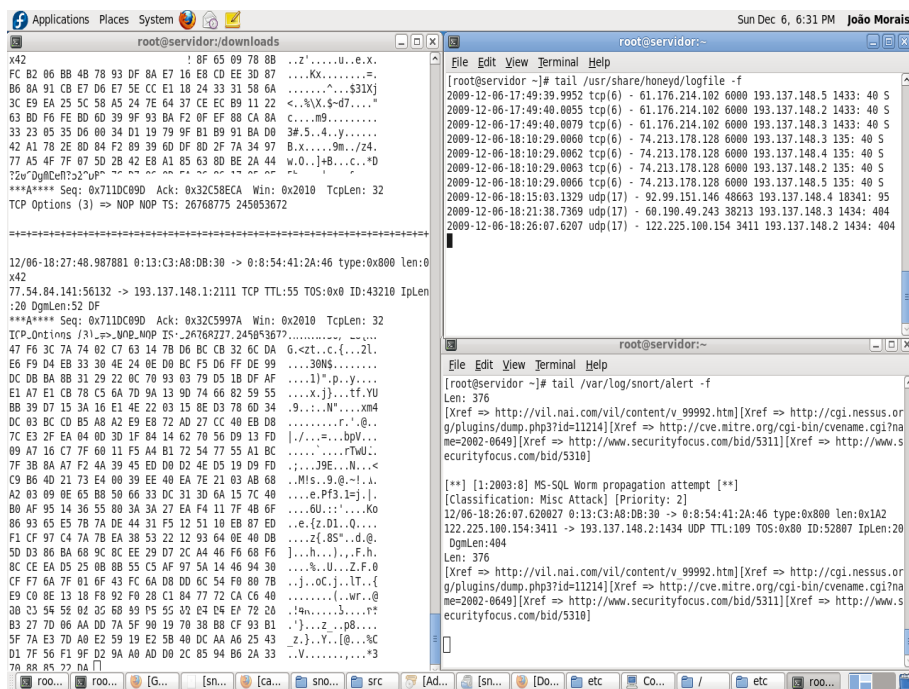 Applications Places System Sun Dec 6, 6:31 PM João Morais
root@servidor:/downloads
x42 ! 8F 65 09 78 8B ..z'.....u..e.x.
FC B2 06 BB 4B 78 93 DF 8A E7 16 E8 CD EE 3D 87 ....Kx........=.
B6 8A 91 CB E7 D6 E7 5E CC E1 18 24 33 31 58 6A .......^...$31Xj
3C E9 EA 25 5C 58 A5 24 7E 64 37 CE EC B9 11 22 <..%\X.$~d7...."
63 BD F6 FE BD 6D 39 9F 93 BA F2 0F EF 88 CA 8A c....m9.........
33 23 05 35 D6 00 34 D1 19 79 9F B1 B9 91 BA D0 3#.5..4..y......
42 A1 78 2E 8D 84 F2 89 39 6D DF 8D 2F 7A 34 97 B.x.....9m../z4.
77 A5 4F 7F 07 5D 2B 42 E8 A1 85 63 8D BE 2A 44 w.O..]+B...c..*D
***A**** Seq: 0x711DC09D Ack: 0x32C58ECA Win: 0x2010 TcpLen: 32
TCP Options (3) => NOP NOP TS: 26768775 245053672
=+=+=+=+=+=+=+=+=+=+=+=+=+=+=+=+=+=+=+=+=+=+=+=+=+=+=+=+=+=+=+=+=+
12/06-18:27:48.987881 0:13:C3:A8:DB:30 -> 0:8:54:41:2A:46 type:0x800 len:0
x42
77.54.84.141:56132 -> 193.137.148.1:2111 TCP TTL:55 TOS:0x0 ID:43210 IpLen
:20 DgmLen:52 DF
***A**** Seq: 0x711DC09D Ack: 0x32C5997A Win: 0x2010 TcpLen: 32
TCP Options (3) => NOP NOP TS: 26768777 245053672
47 F6 3C 7A 74 02 C7 63 14 7B D6 BC CB 32 6C DA G.<zt..c.{...2l.
E6 F9 D4 EB 33 30 4E 24 0E D0 BC F5 D6 FF DE 99 ....30N$........
DC DB BA 8B 31 29 22 0C 70 93 03 79 D5 1B DF AF ....1)".p..y....
E1 A7 E1 CB 78 C5 6A 7D 9A 13 9D 74 66 82 59 55 ....x.j}...tf.YU
BB 39 D7 15 3A 16 E1 4E 22 03 15 8E D3 78 6D 34 .9..:..N"....xm4
DC 03 BC CD B5 A8 A2 E9 E8 72 AD 27 CC 40 EB D8 .........r.'.@..
7C E3 2F EA 04 0D 3D 1F 84 14 62 70 56 D9 13 FD |./...=...bpV...
09 A7 16 C7 7F 60 11 F5 A4 B1 72 54 77 55 A1 BC .....`....rTwU..
7F 3B 8A A7 F2 4A 39 45 ED D0 D2 4E D5 19 D9 FD .;...J9E...N...<
C9 B6 4D 21 73 E4 00 39 EE 40 EA 7E 21 03 AB 68 ..M!s..9.@.~!..h
A2 03 09 0E 65 B8 50 66 33 DC 31 3D 6A 15 7C 40 ....e.Pf3.1=j.|.
B0 AF 95 14 36 55 80 3A 3A 27 EA F4 11 7F 4B 6F ....6U.::'....Ko
86 93 65 E5 7B 7A DE 44 31 F5 12 51 10 EB 87 ED ..e.{z.D1..Q....
F1 CF 97 C4 7A 7B EA 38 53 22 12 93 64 0E 40 DB ....z{.8S"..d.@.
5D D3 86 BA 68 9C 8C EE 29 D7 2C A4 46 F6 68 F6 ]...h...).,.F.h.
8C CE EA D5 25 0B 8B 55 C5 AF 97 5A 14 46 94 30 ....%..U...Z.F.0
CF F7 6A 7F 01 6F 43 FC 6A D8 DD 6C 54 F0 80 7B ..j..oC.j..lT..{
E9 C0 8E 13 18 F8 92 F0 28 C1 84 77 72 CA C6 40 ........(..wr..@
B3 27 7D 06 AA DD 7A 5F 90 19 70 38 B8 CF 93 B1 .'}...z_..p8....
5F 7A E3 7D A0 E2 59 19 E2 5B 40 DC AA A6 25 43 _z.}..Y..[@...%C
D1 7F 56 F1 9F D2 9A A0 AD D0 2C 85 94 B6 2A 33 ..V.......,...*3
70 88 85 22 DA
root@servidor:~
File Edit View Terminal Help
[root@servidor ~]# tail /usr/share/honeyd/logfile -f
2009-12-06-17:49:39.9952 tcp(6) - 61.176.214.102 6000 193.137.148.5 1433: 40 S
2009-12-06-17:49:40.0055 tcp(6) - 61.176.214.102 6000 193.137.148.2 1433: 40 S
2009-12-06-17:49:40.0079 tcp(6) - 61.176.214.102 6000 193.137.148.3 1433: 40 S
2009-12-06-18:10:29.0060 tcp(6) - 74.213.178.128 6000 193.137.148.3 135: 40 S
2009-12-06-18:10:29.0062 tcp(6) - 74.213.178.128 6000 193.137.148.4 135: 40 S
2009-12-06-18:10:29.0063 tcp(6) - 74.213.178.128 6000 193.137.148.2 135: 40 S
2009-12-06-18:10:29.0066 tcp(6) - 74.213.178.128 6000 193.137.148.5 135: 40 S
2009-12-06-18:15:03.1329 udp(17) - 92.99.151.146 48663 193.137.148.4 18341: 95
2009-12-06-18:21:38.7369 udp(17) - 60.190.49.243 38213 193.137.148.3 1434: 404
2009-12-06-18:26:07.6207 udp(17) - 122.225.100.154 3411 193.137.148.2 1434: 404
root@servidor:~
File Edit View Terminal Help
[root@servidor ~]# tail /var/log/snort/alert -f
Len: 376
[Xref => http://vil.nai.com/vil/content/v_99992.htm][Xref => http://cgi.nessus.or
g/plugins/dump.php3?id=11214][Xref => http://cve.mitre.org/cgi-bin/cvename.cgi?na
me=2002-0649][Xref => http://www.securityfocus.com/bid/5311][Xref => http://www.s
ecurityfocus.com/bid/5310]
[**] [1:2003:8] MS-SQL Worm propagation attempt [**]
[Classification: Misc Attack] [Priority: 2]
12/06-18:26:07.620027 0:13:C3:A8:DB:30 -> 0:8:54:41:2A:46 type:0x800 len:0x1A2
122.225.100.154:3411 -> 193.137.148.2:1434 UDP TTL:109 TOS:0x80 ID:52807 IpLen:20
DgmLen:404
Len: 376
[Xref => http://vil.nai.com/vil/content/v_99992.htm][Xref => http://cgi.nessus.or
g/plugins/dump.php3?id=11214][Xref => http://cve.mitre.org/cgi-bin/cvename.cgi?na
me=2002-0649][Xref => http://www.securityfocus.com/bid/5311][Xref => http://www.s
ecurityfocus.com/bid/5310]
roo... roo... [G... [sn... [ca... sno... src [Ad... [sn... [Do... etc Co... / etc roo...